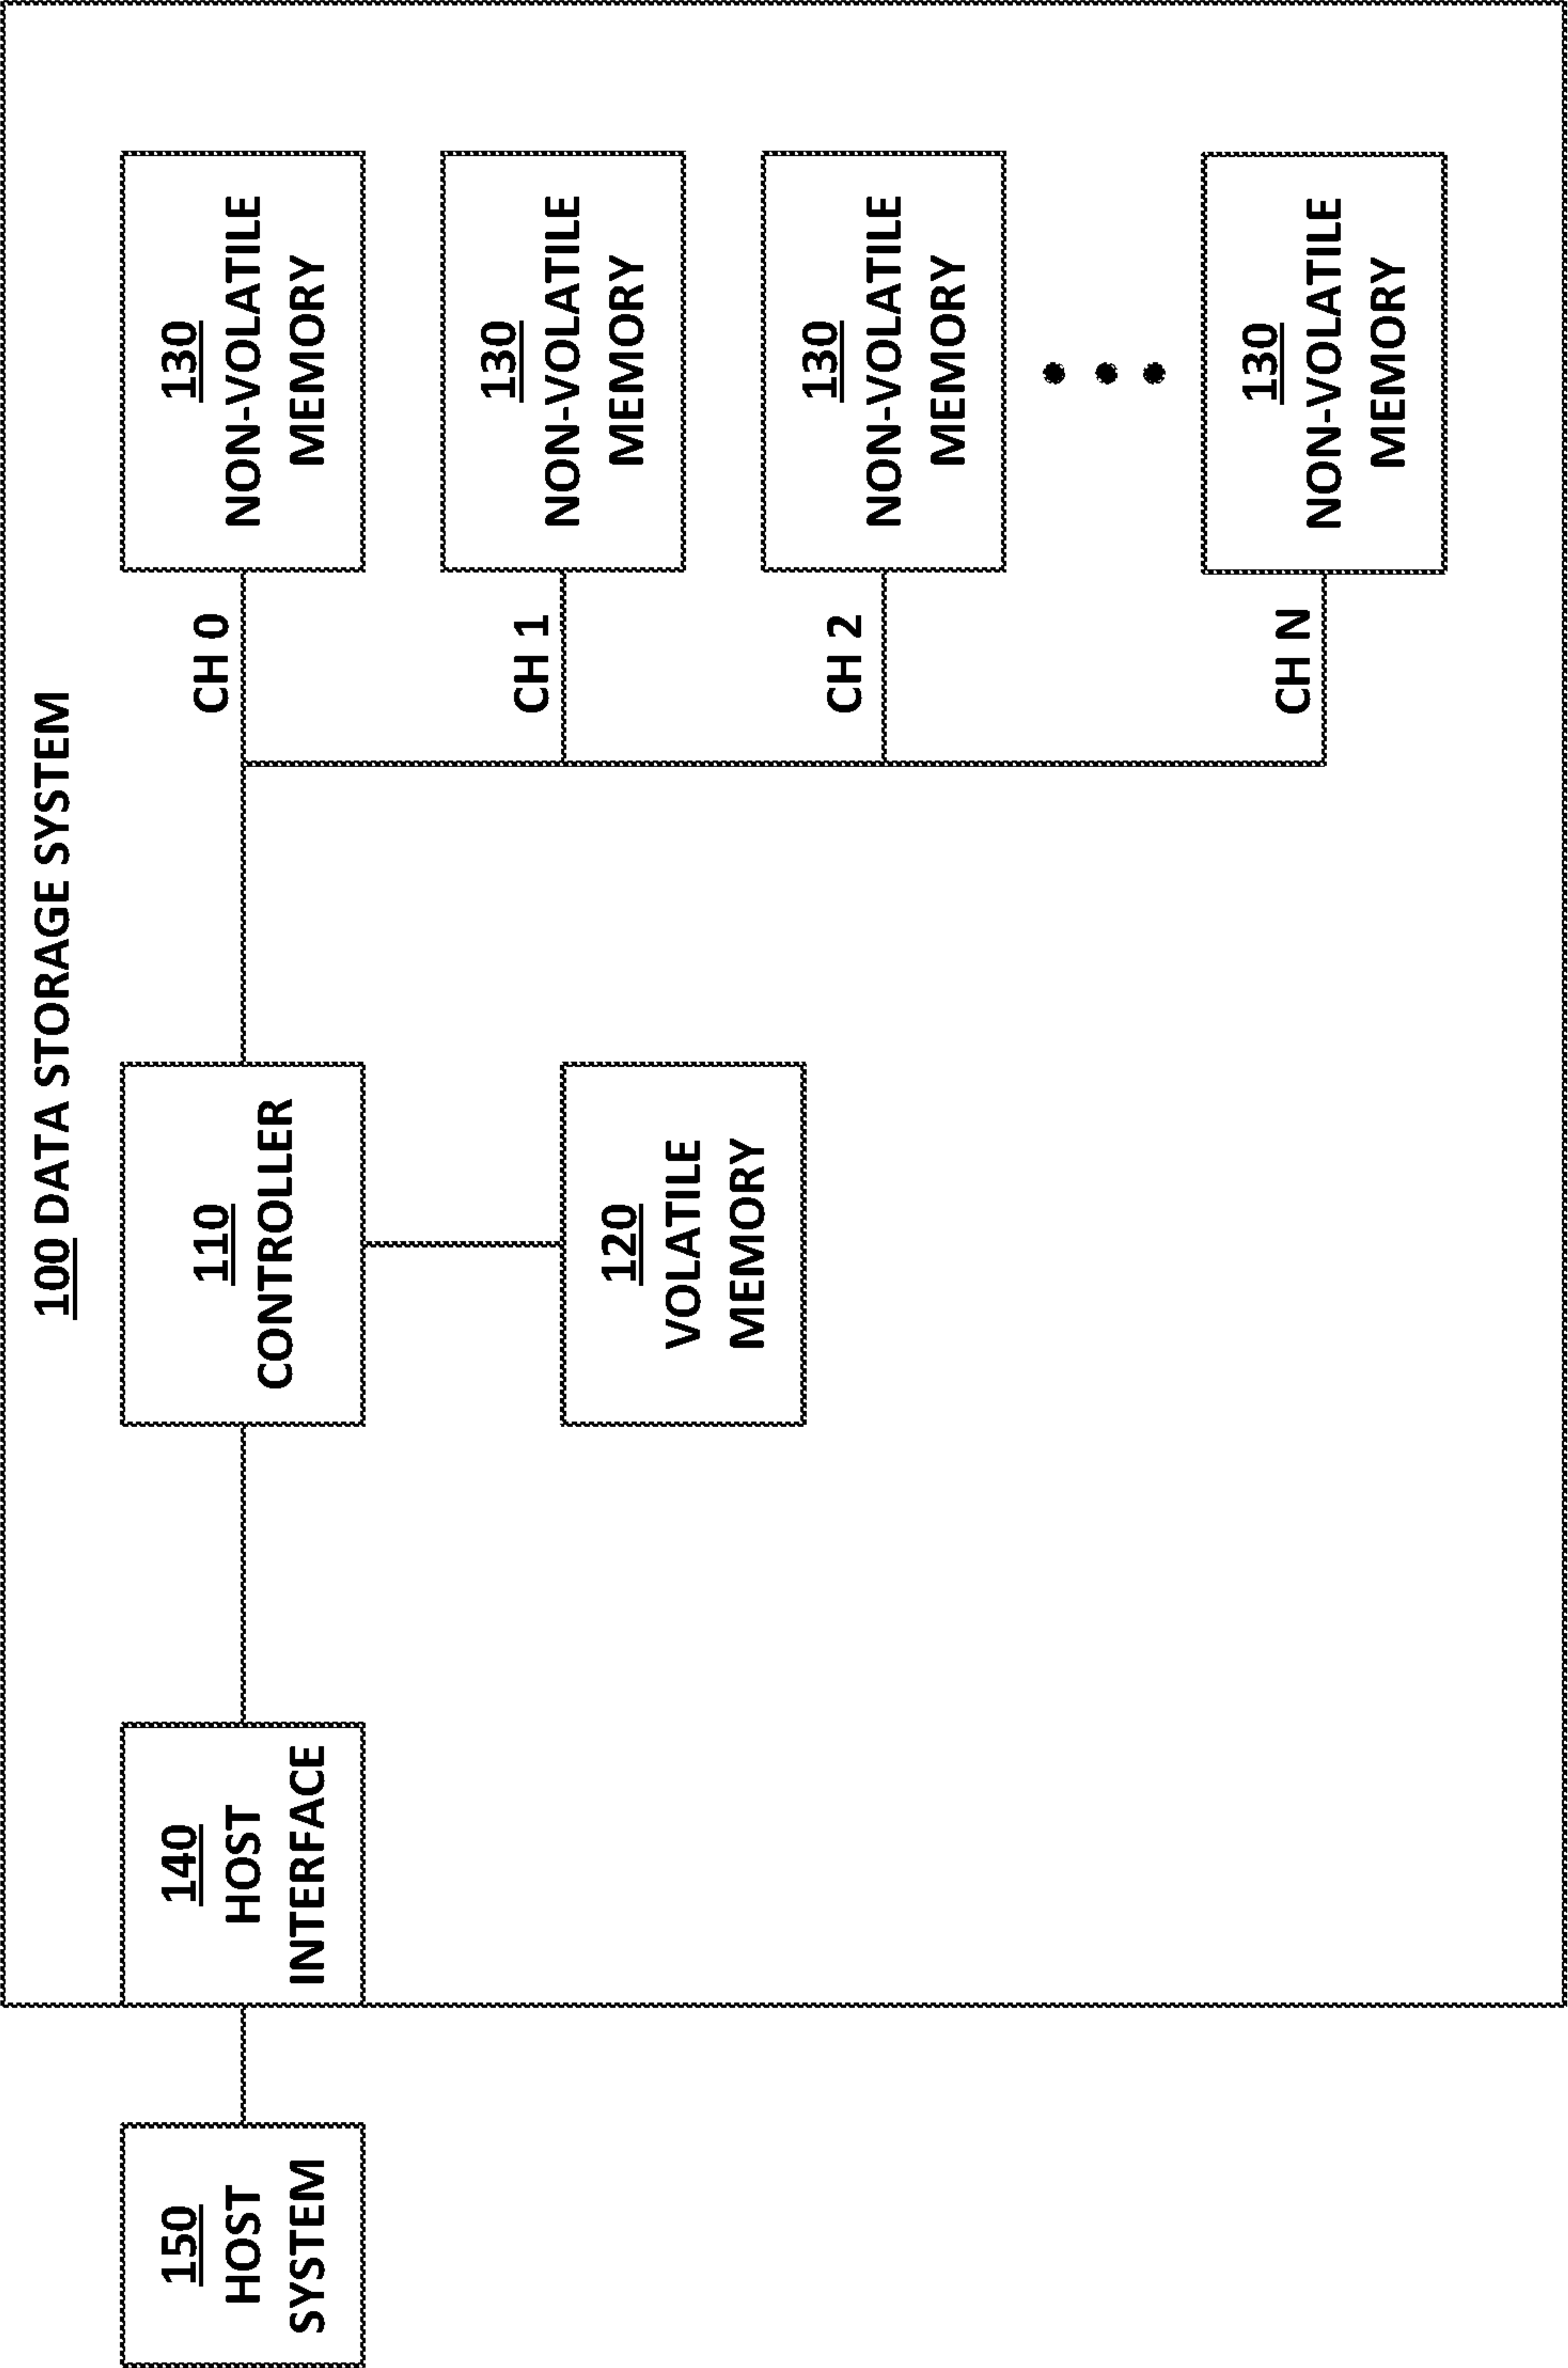 100 DATA STORAGE SYSTEM
150
HOST
SYSTEM
140
HOST
INTERFACE
110
CONTROLLER
120
VOLATILE
MEMORY
CH 0
130
NON-VOLATILE
MEMORY
CH 1
130
NON-VOLATILE
MEMORY
CH 2
130
NON-VOLATILE
MEMORY
CH N
130
NON-VOLATILE
MEMORY